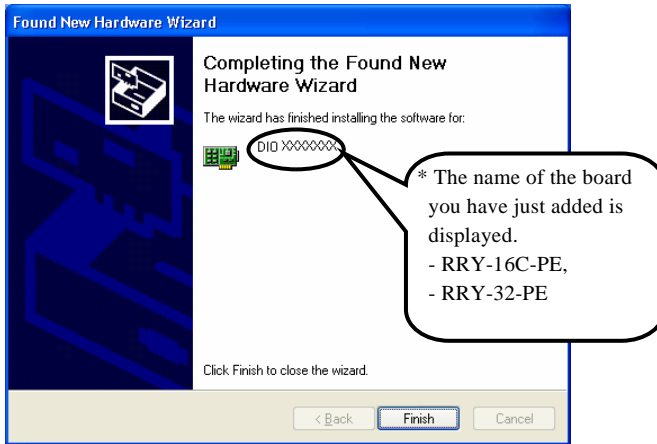 Found New Hardware Wizard
Completing the Found New
Hardware Wizard
The wizard has finished installing the software for:
DIO XXXXXXXX
* The name of the board
you have just added is
displayed.
- RRY-16C-PE,
- RRY-32-PE
Click Finish to close the wizard.
< Back
Finish
Cancel